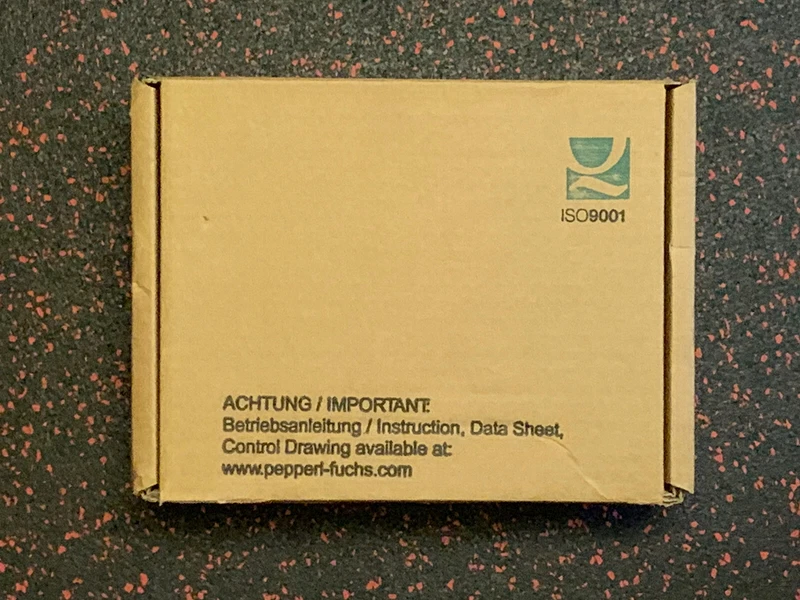 ISO9001
ACHTUNG / IMPORTANT:
Betriebsanleitung / Instruction, Data Sheet,
Control Drawing available at:
www.pepperl-fuchs.com